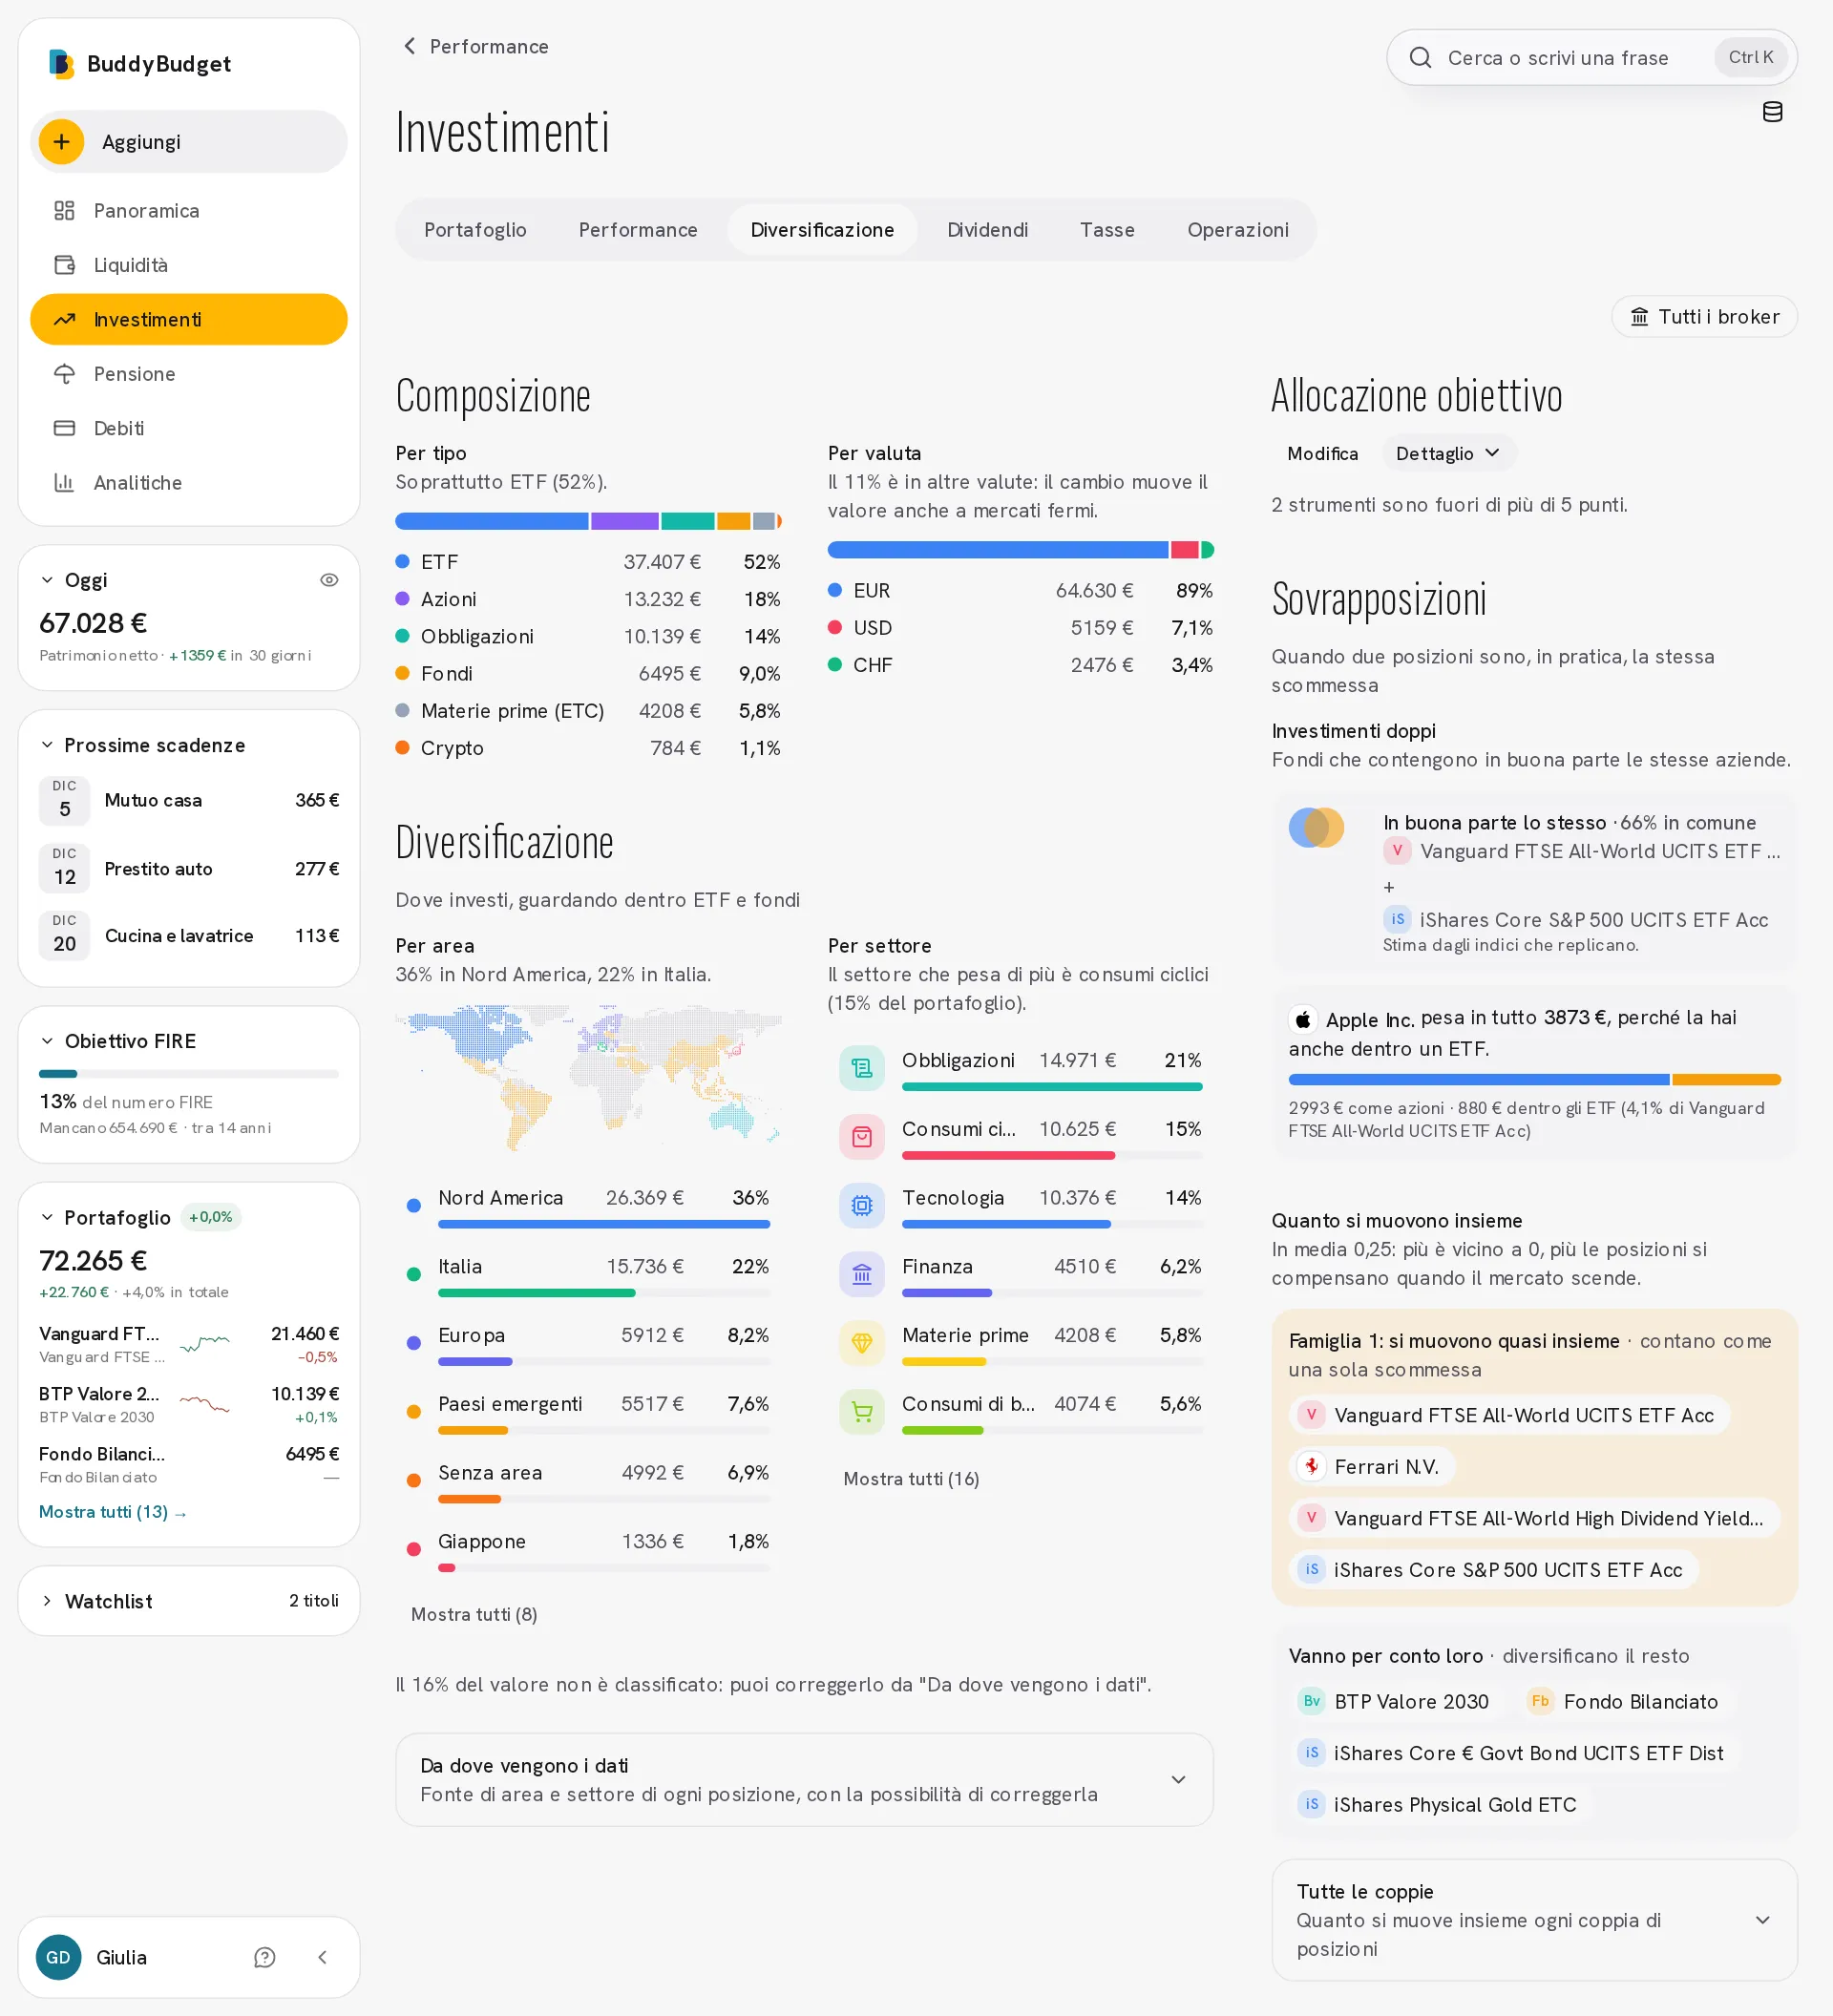 BuddyBudget
Aggiungi
Panoramica
Liquidità
Investimenti
Pensione
Debiti
Analitiche
Oggi
67.028 €
Patrimonio netto · +1359 € in 30 giorni
Prossime scadenze
DIC
5
Mutuo casa
365 €
DIC
12
Prestito auto
277 €
DIC
20
Cucina e lavatrice
113 €
Obiettivo FIRE
13% del numero FIRE
Mancano 654.690 € · tra 14 anni
Portafoglio +0,0%
72.265 €
+22.760 € · +4,0% in totale
Vanguard FT... 21.460 €
Vanguard FTSE ... -0,5%
BTP Valore 2... 10.139 €
BTP Valore 2030 +0,1%
Fondo Bilanci... 6495 €
Fondo Bilanciato —
Mostra tutti (13) →
Watchlist 2 titoli
GD Giulia
Performance
Cerca o scrivi una frase Ctrl K
Investimenti
Portafoglio Performance Diversificazione Dividendi Tasse Operazioni
Tutti i broker
Composizione
Per tipo
Soprattutto ETF (52%).
ETF 37.407 € 52%
Azioni 13.232 € 18%
Obbligazioni 10.139 € 14%
Fondi 6495 € 9,0%
Materie prime (ETC) 4208 € 5,8%
Crypto 784 € 1,1%
Per valuta
Il 11% è in altre valute: il cambio muove il
valore anche a mercati fermi.
EUR 64.630 € 89%
USD 5159 € 7,1%
CHF 2476 € 3,4%
Diversificazione
Dove investi, guardando dentro ETF e fondi
Per area
36% in Nord America, 22% in Italia.
Nord America 26.369 € 36%
Italia 15.736 € 22%
Europa 5912 € 8,2%
Paesi emergenti 5517 € 7,6%
Senza area 4992 € 6,9%
Giappone 1336 € 1,8%
Mostra tutti (8)
Per settore
Il settore che pesa di più è consumi ciclici
(15% del portafoglio).
Obbligazioni 14.971 € 21%
Consumi ci... 10.625 € 15%
Tecnologia 10.376 € 14%
Finanza 4510 € 6,2%
Materie prime 4208 € 5,8%
Consumi di b... 4074 € 5,6%
Mostra tutti (16)
Il 16% del valore non è classificato: puoi correggerlo da "Da dove vengono i dati".
Da dove vengono i dati
Fonte di area e settore di ogni posizione, con la possibilità di correggerla
Allocazione obiettivo
Modifica Dettaglio
2 strumenti sono fuori di più di 5 punti.
Sovrapposizioni
Quando due posizioni sono, in pratica, la stessa
scommessa
Investimenti doppi
Fondi che contengono in buona parte le stesse aziende.
In buona parte lo stesso · 66% in comune
V Vanguard FTSE All-World UCITS ETF ...
+
iS iShares Core S&P 500 UCITS ETF Acc
Stima dagli indici che replicano.
Apple Inc. pesa in tutto 3873 €, perché la hai
anche dentro un ETF.
2993 € come azioni · 880 € dentro gli ETF (4,1% di Vanguard
FTSE All-World UCITS ETF Acc)
Quanto si muovono insieme
In media 0,25: più è vicino a 0, più le posizioni si
compensano quando il mercato scende.
Famiglia 1: si muovono quasi insieme · contano come
una sola scommessa
V Vanguard FTSE All-World UCITS ETF Acc
Ferrari N.V.
V Vanguard FTSE All-World High Dividend Yield...
iS iShares Core S&P 500 UCITS ETF Acc
Vanno per conto loro · diversificano il resto
Bv BTP Valore 2030 Fb Fondo Bilanciato
iS iShares Core € Govt Bond UCITS ETF Dist
iS iShares Physical Gold ETC
Tutte le coppie
Quanto si muove insieme ogni coppia di
posizioni